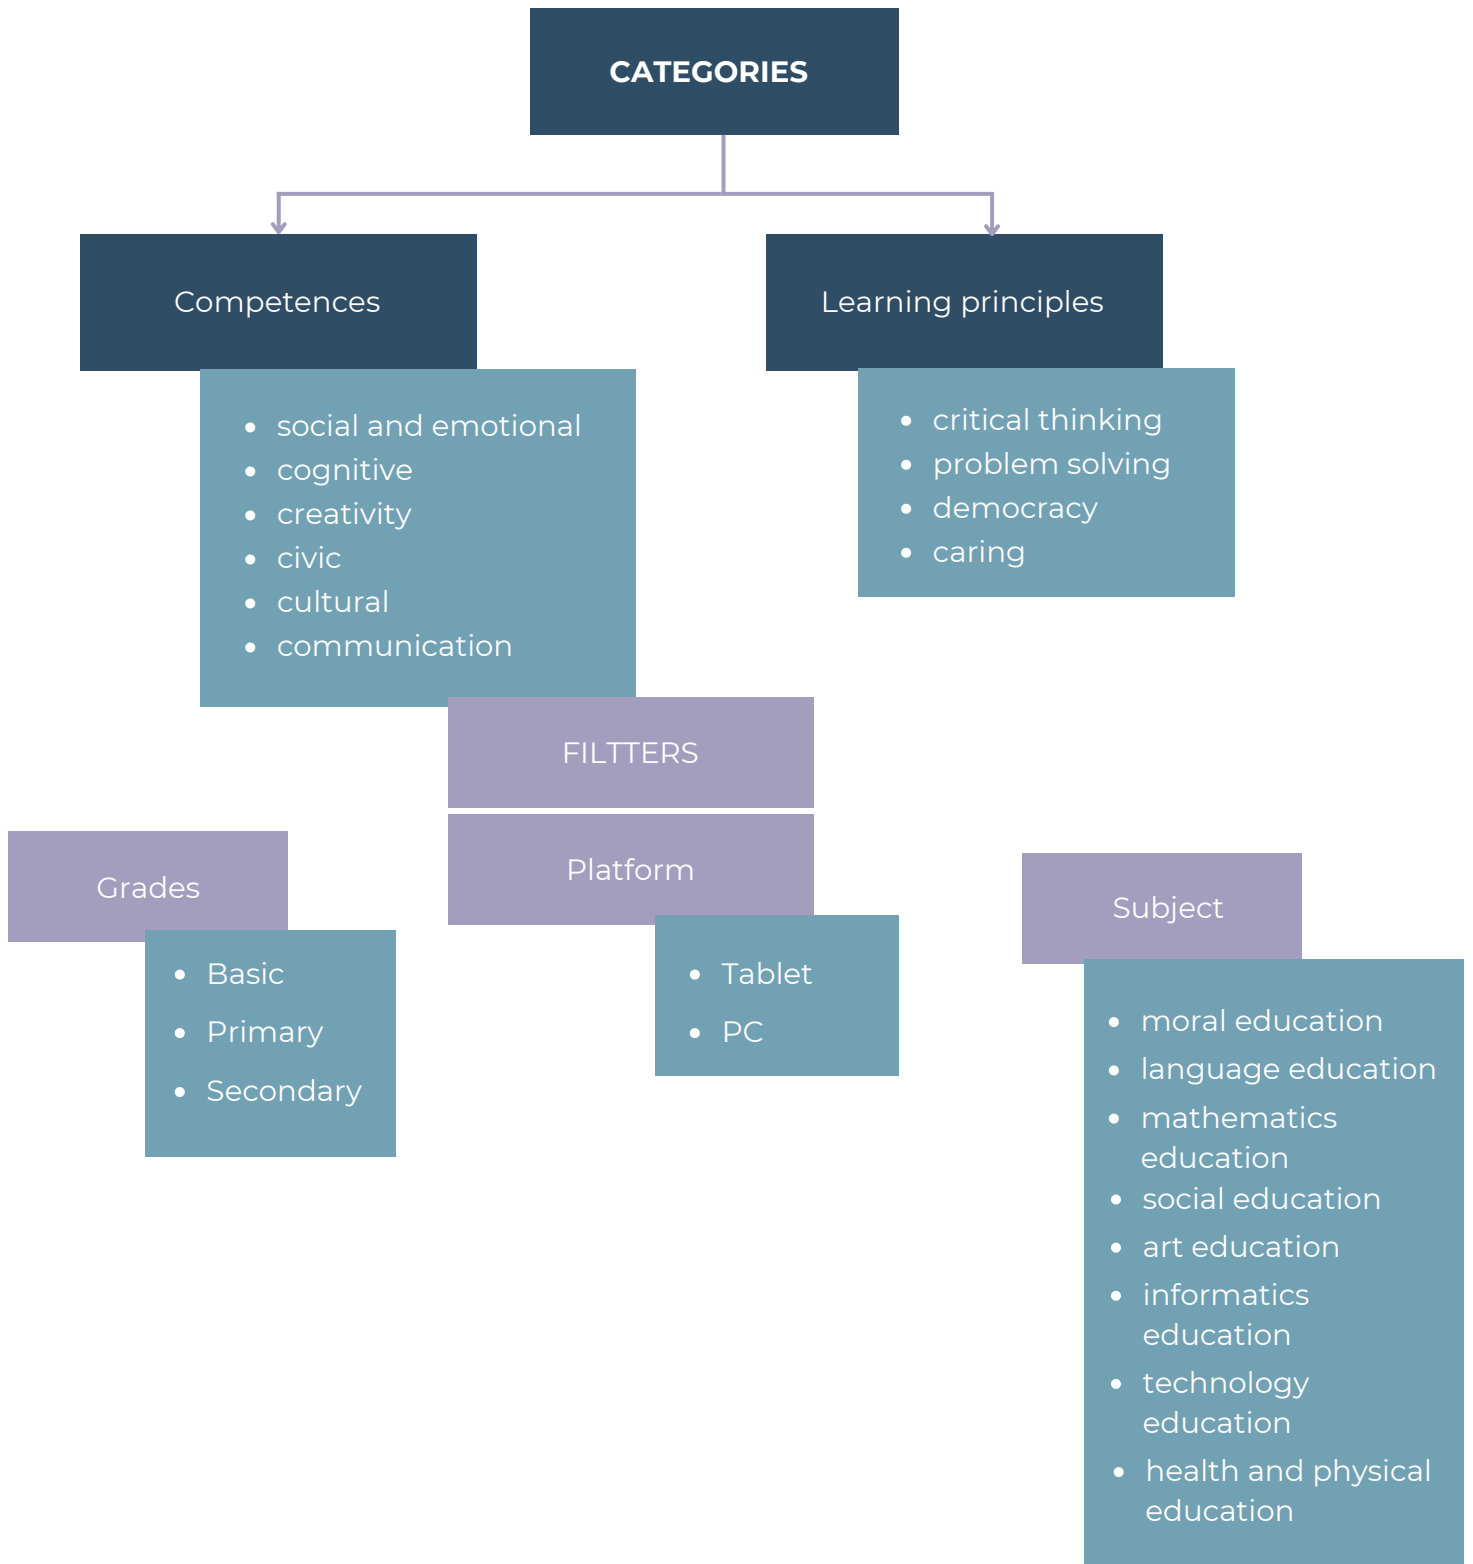 CATEGORIES
Competences
Learning principles
• social and emotional
• cognitive
• creativity
• civic
• cultural
• communication
• critical thinking
• problem solving
• democracy
• caring
FILTTERS
Grades
• Basic
• Primary
• Secondary
Platform
• Tablet
• PC
Subject
• moral education
• language education
• mathematics
education
• social education
• art education
• informatics
education
• technology
education
• health and physical
education